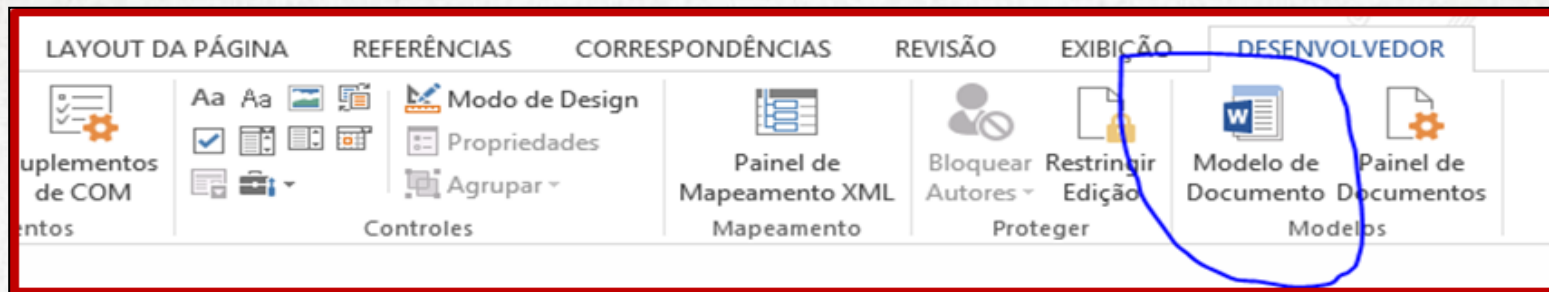 LAYOUT DA PÁGINA REFERÊNCIAS CORRESPONDÊNCIAS REVISÃO EXIBIÇÃO DESENVOLVEDOR
Aa Aa Modo de Design
Propriedades
Agrupar
uplementos
de COM
Painel de
Mapeamento XML
Bloquear
Autores
Restringir
Edição
Modelo de
Documento
Painel de
Documentos
entos Controles Mapeamento Proteger Modelos